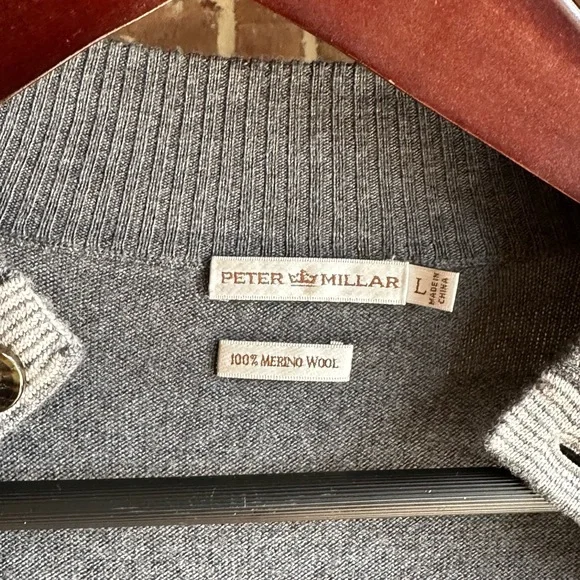 PETER MILLAR
L
MADE IN
CHINA
100% MERINO WOOL